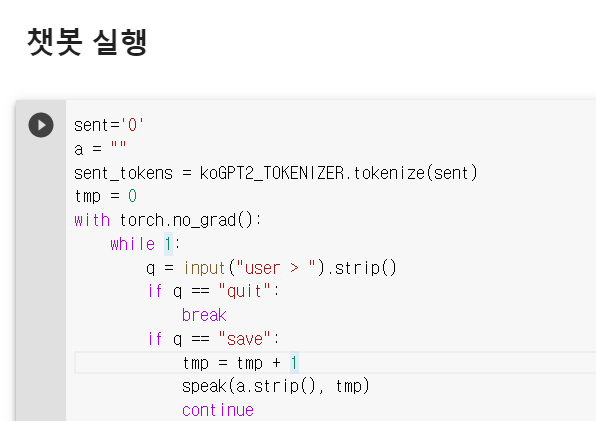 챗봇 실행
sent='0'
a = ""
sent_tokens = koGPT2_TOKENIZER.tokenize(sent)
tmp = 0
with torch.no_grad():
    while 1:
        q = input("user > ").strip()
        if q == "quit":
            break
        if q == "save":
            tmp = tmp + 1
            speak(a.strip(), tmp)
            continue